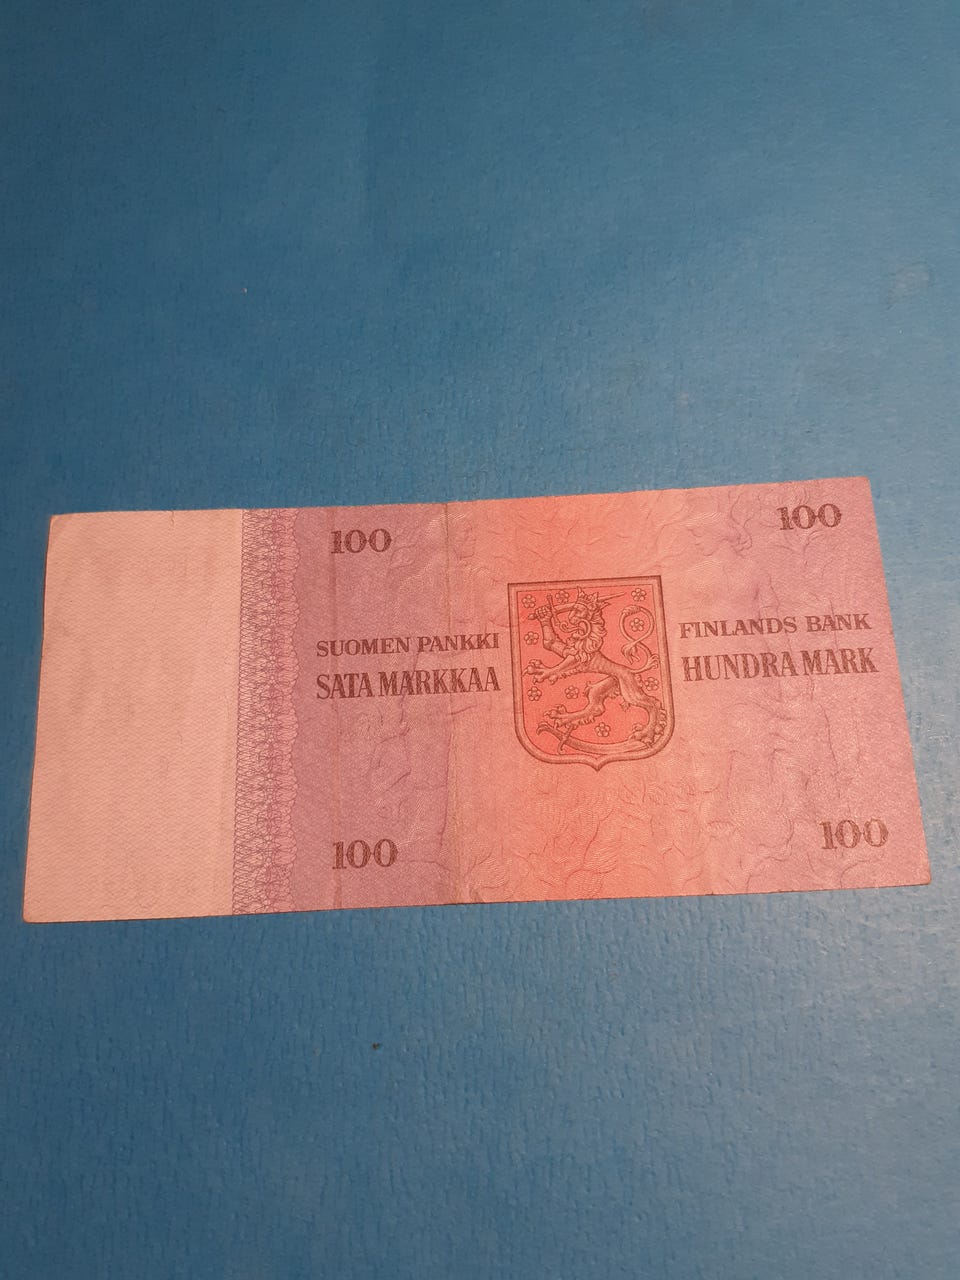 100
100
SUOMEN PANKKI
SATA MARKKAA
FINLANDS BANK
HUNDRA MARK
100
100